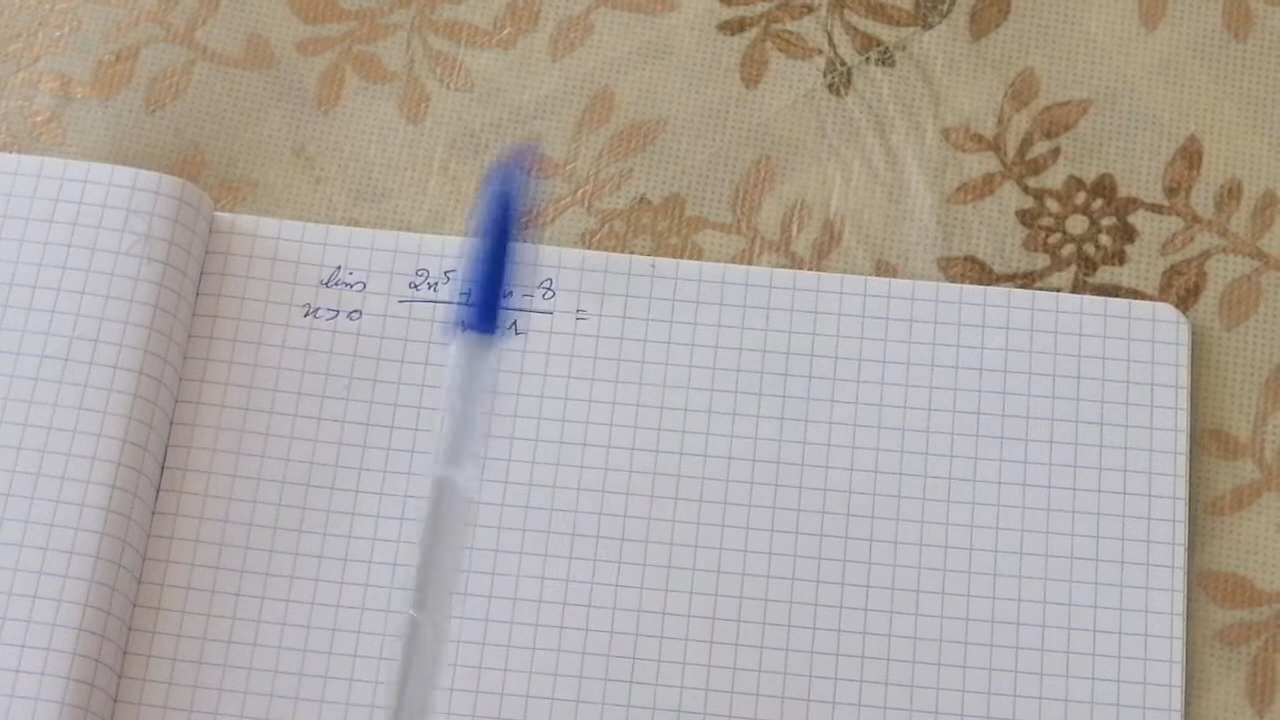 lim 2x⁵ + x - 8
x→0 1 =